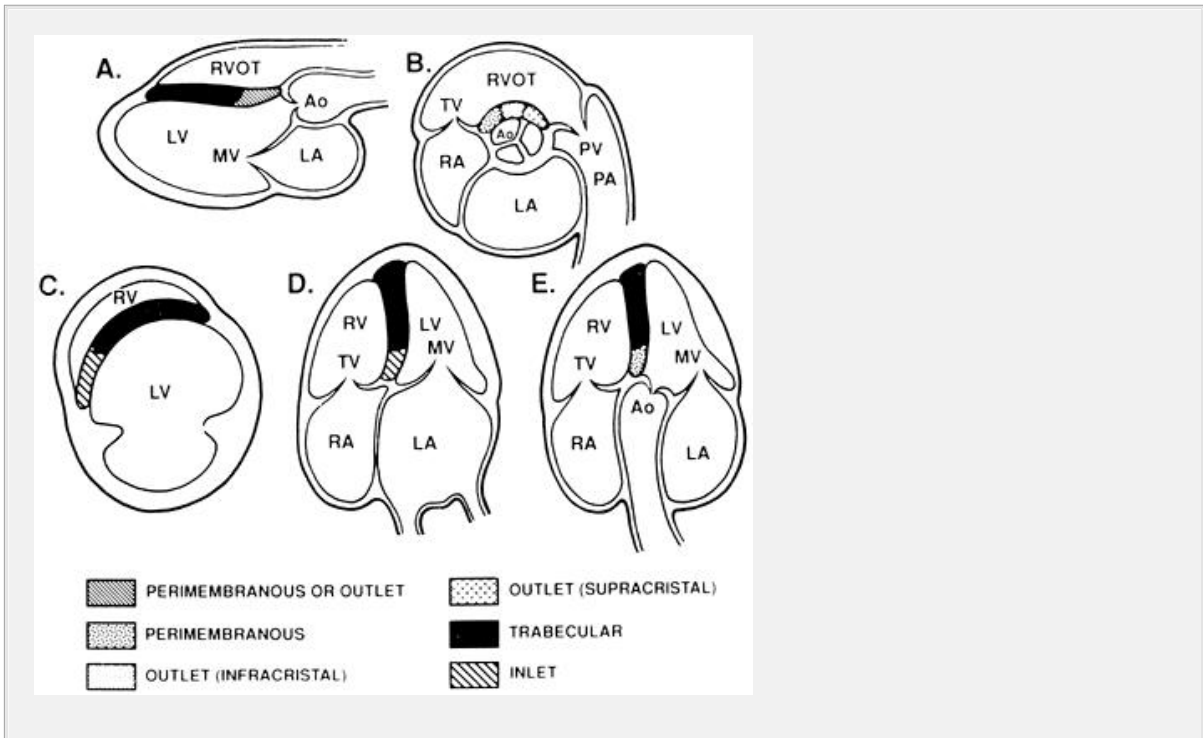 A.
RVOT
Ao
LV
MV
LA
B.
RVOT
TV
Ao
RA
PV
PA
LA
C.
RV
LV
D.
RV
LV
TV
MV
RA
LA
E.
RV
LV
TV
MV
Ao
RA
LA
PERIMEMBRANOUS OR OUTLET
PERIMEMBRANOUS
OUTLET (INFRACRISTAL)
OUTLET (SUPRACRISTAL)
TRABECULAR
INLET